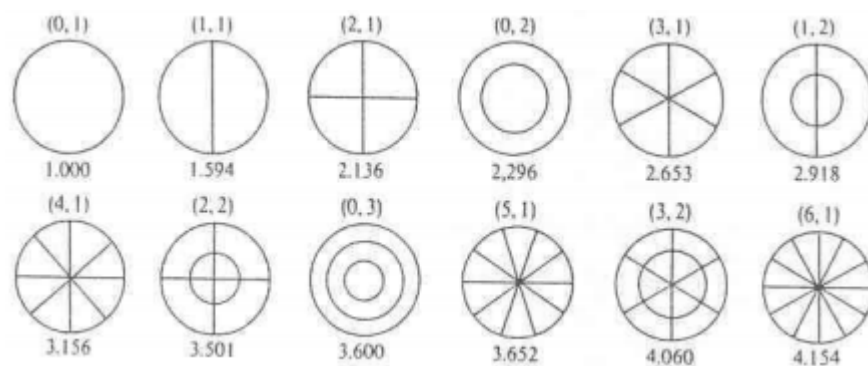 (0, 1) (1, 1) (2, 1) (0, 2) (3, 1) (1, 2)
1.000 1.594 2.136 2,296 2.653 2.918
(4, 1) (2, 2) (0, 3) (5, 1) (3, 2) (6, 1)
3.156 3.501 3.600 3.652 4.060 4.154